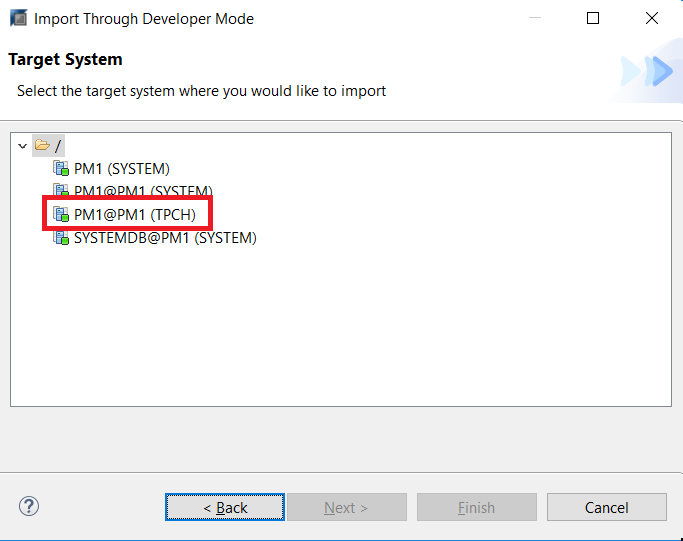 Import Through Developer Mode
Target System
Select the target system where you would like to import
/
PM1 (SYSTEM)
PM1@PM1 (SYSTEM)
PM1@PM1 (TPCH)
SYSTEMDB@PM1 (SYSTEM)
? < Back Next > Finish Cancel